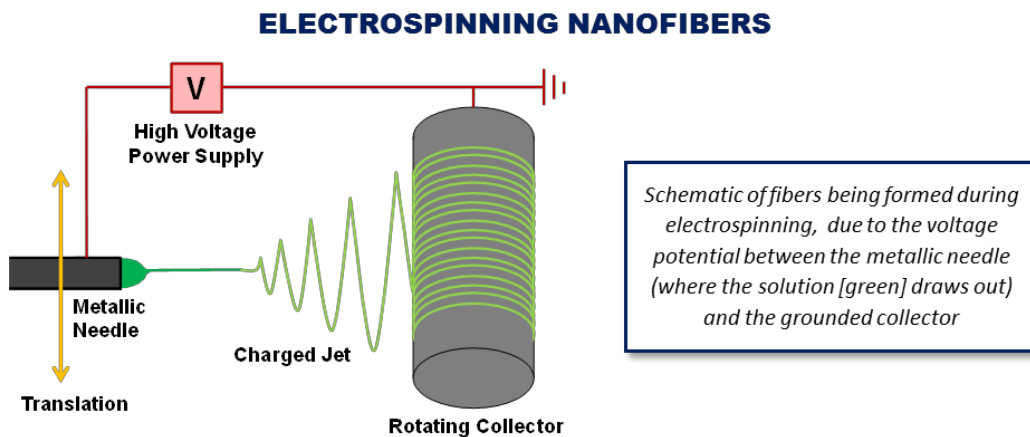 ELECTROSPINNING NANOFIBERS
V
High Voltage
Power Supply
Metallic
Needle
Charged Jet
Translation
Rotating Collector
Schematic of fibers being formed during
electrospinning, due to the voltage
potential between the metallic needle
(where the solution [green] draws out)
and the grounded collector